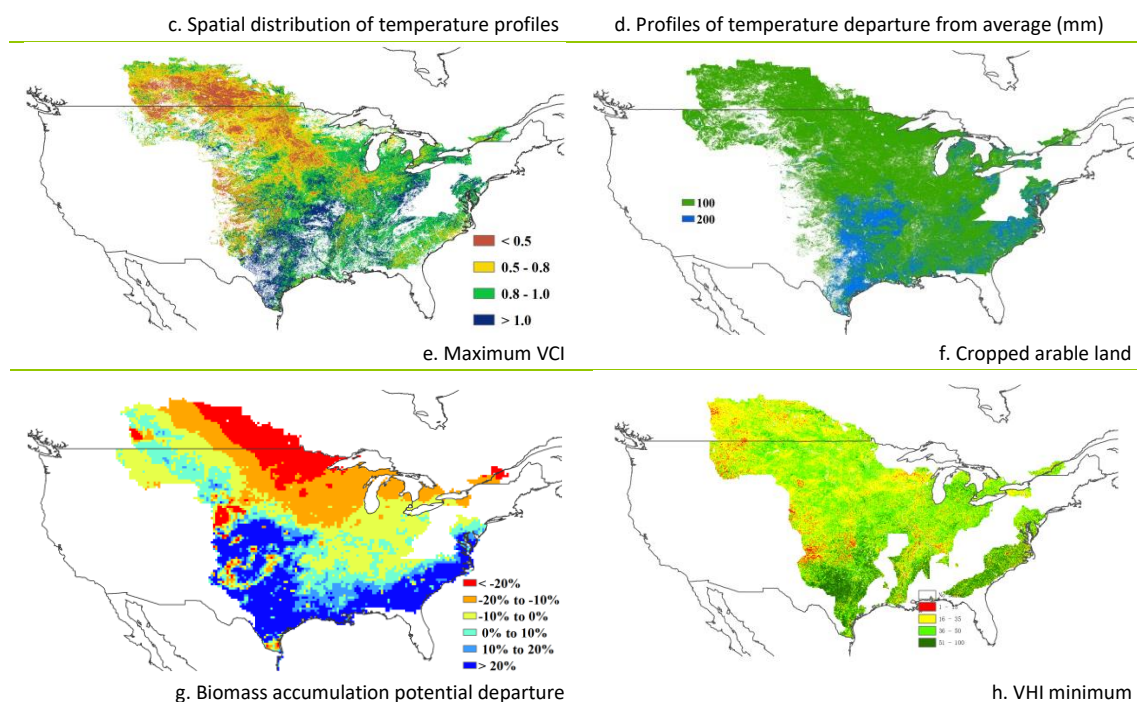 c. Spatial distribution of temperature profiles
d. Profiles of temperature departure from average (mm)
< 0.5
0.5 - 0.8
0.8 - 1.0
> 1.0
100
200
e. Maximum VCI
f. Cropped arable land
< -20%
-20% to -10%
-10% to 0%
0% to 10%
10% to 20%
> 20%
16 - 35
36 - 50
51 - 100
g. Biomass accumulation potential departure
h. VHI minimum